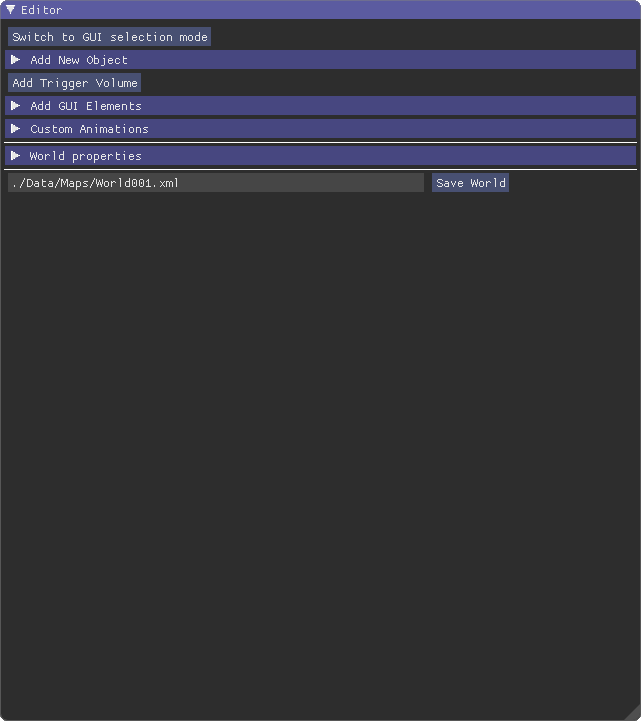 Editor
Switch to GUI selection mode
Add New Object
Add Trigger Volume
Add GUI Elements
Custom Animations
World properties
./Data/Maps/World001.xml Save World